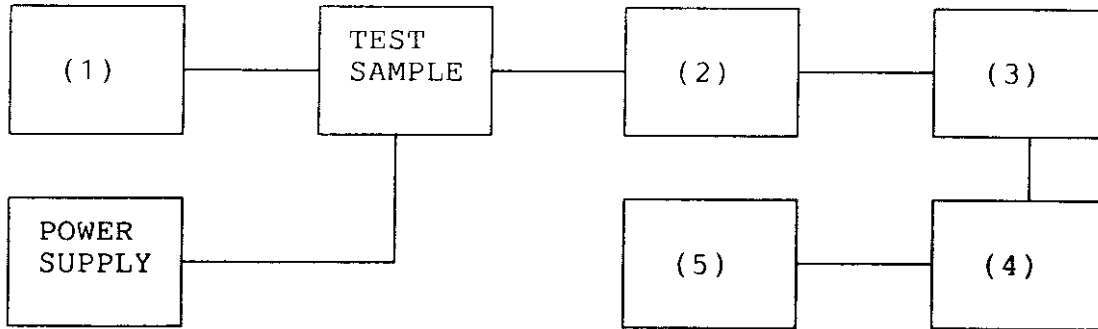 (1)
TEST
SAMPLE
(2)
(3)
POWER
SUPPLY
(5)
(4)